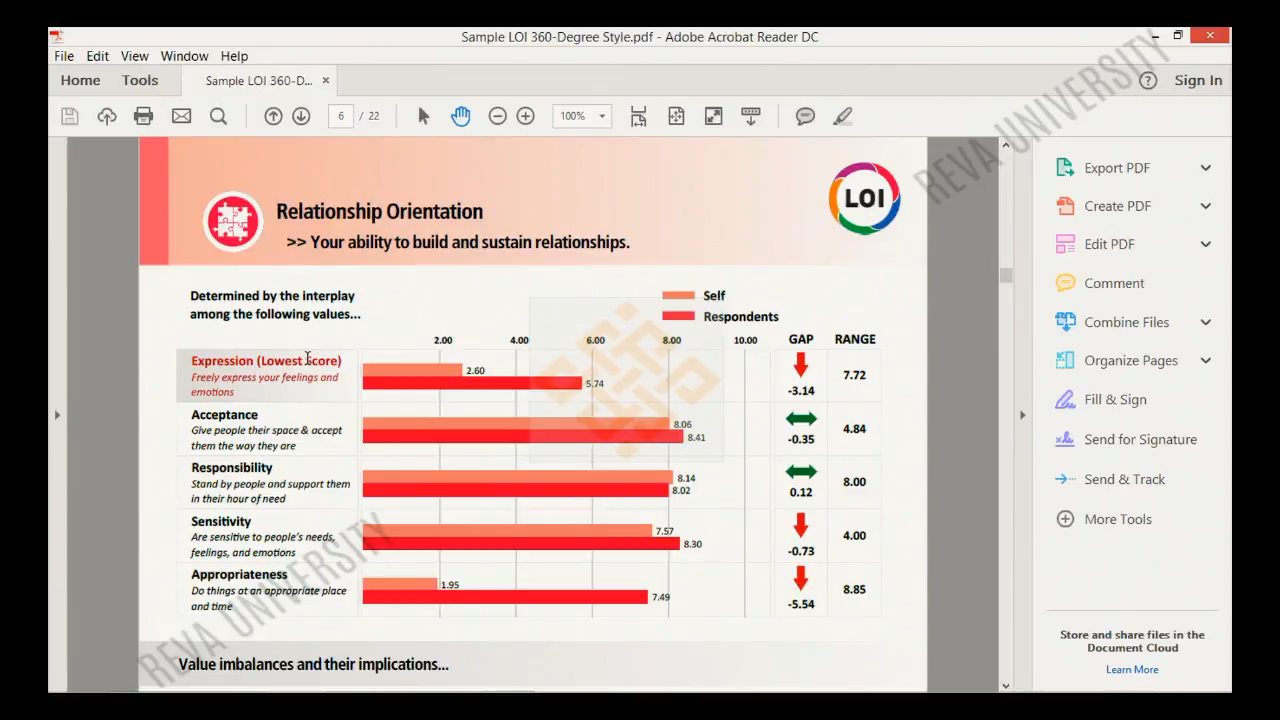 Sample LOI 360-Degree Style.pdf - Adobe Acrobat Reader DC
File Edit View Window Help
Home Tools Sample LOI 360-D... × Sign In
6 / 22 100%
Relationship Orientation
>> Your ability to build and sustain relationships.
LOI
Determined by the interplay
among the following values...
Self
Respondents
2.00 4.00 6.00 8.00 10.00 GAP RANGE
Expression (Lowest Score)
Freely express your feelings and
emotions
2.60
5.74
-3.14
7.72
Acceptance
Give people their space & accept
them the way they are
8.06
8.41
-0.35
4.84
Responsibility
Stand by people and support them
in their hour of need
8.14
8.02
0.12
8.00
Sensitivity
Are sensitive to people's needs,
feelings, and emotions
7.57
8.30
-0.73
4.00
Appropriateness
Do things at an appropriate place
and time
1.95
7.49
-5.54
8.85
Value imbalances and their implications...
Export PDF
Create PDF
Edit PDF
Comment
Combine Files
Organize Pages
Fill & Sign
Send for Signature
Send & Track
More Tools
Store and share files in the
Document Cloud
Learn More
REVA UNIVERSITY
REVA UNIVERSITY